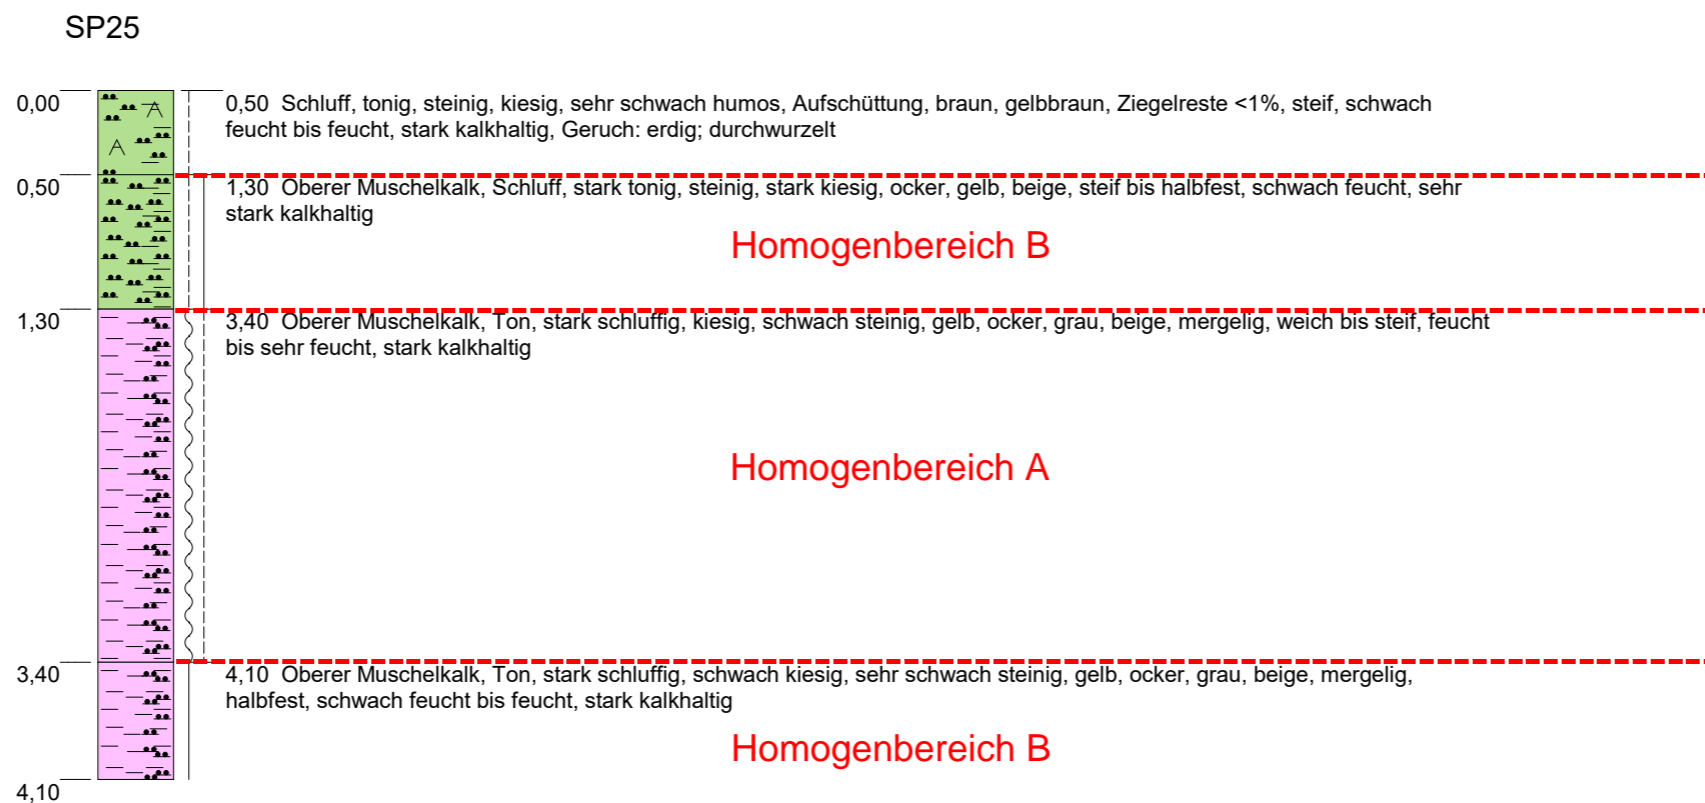 SP25
0,00
0,50 Schluff, tonig, steinig, kiesig, sehr schwach humos, Aufschüttung, braun, gelbbraun, Ziegelreste <1%, steif, schwach
feucht bis feucht, stark kalkhaltig, Geruch: erdig; durchwurzelt
A
A
0,50
1,30 Oberer Muschelkalk, Schluff, stark tonig, steinig, stark kiesig, ocker, gelb, beige, steif bis halbfest, schwach feucht, sehr
stark kalkhaltig
Homogenbereich B
1,30
3,40 Oberer Muschelkalk, Ton, stark schluffig, kiesig, schwach steinig, gelb, ocker, grau, beige, mergelig, weich bis steif, feucht
bis sehr feucht, stark kalkhaltig
Homogenbereich A
3,40
4,10 Oberer Muschelkalk, Ton, stark schluffig, schwach kiesig, sehr schwach steinig, gelb, ocker, grau, beige, mergelig,
halbfest, schwach feucht bis feucht, stark kalkhaltig
Homogenbereich B
4,10